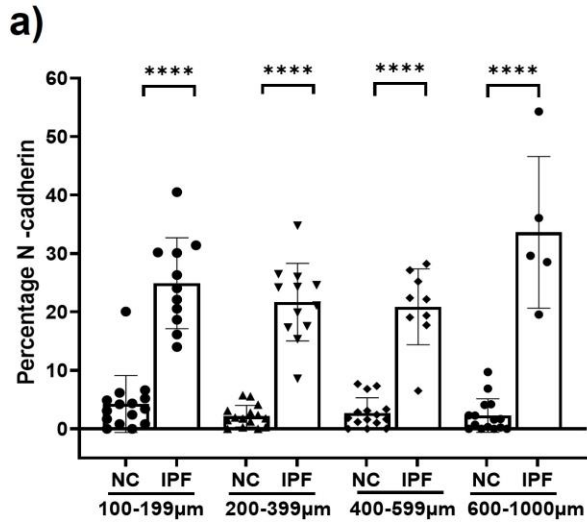 a)
**** **** **** ****
Percentage N -cadherin
60
50
40
30
20
10
0
NC IPF NC IPF NC IPF NC IPF
100-199µm 200-399µm 400-599µm 600-1000µm